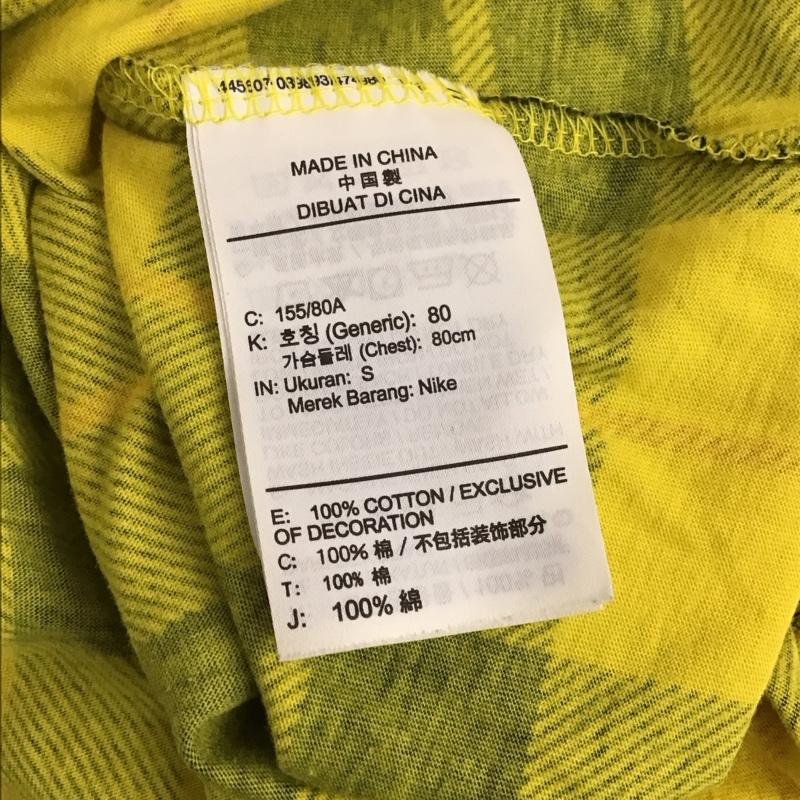 MADE IN CHINA
中国製
DIBUAT DI CINA
C: 155/80A
K: 호칭 (Generic): 80
가슴둘레 (Chest): 80cm
IN: Ukuran: S
Merek Barang: Nike
E: 100% COTTON / EXCLUSIVE
OF DECORATION
C: 100% 棉 / 不包括装饰部分
T: 100% 棉
J: 100% 綿